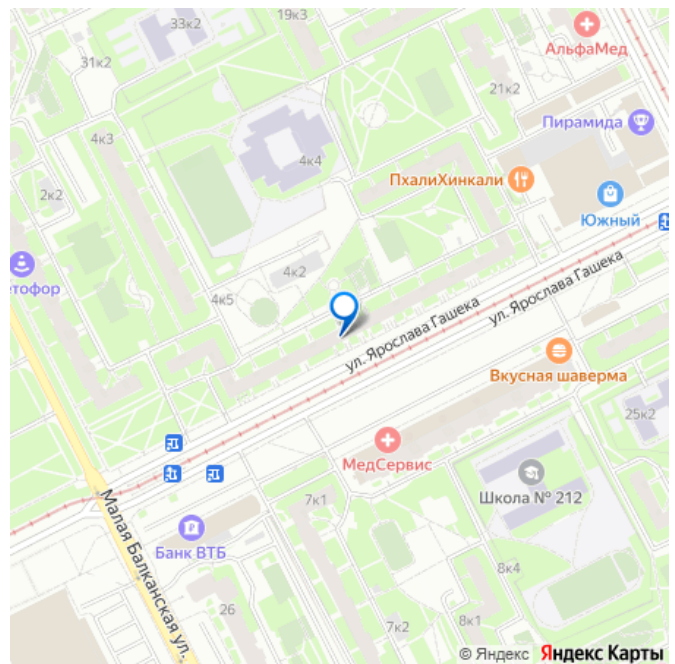 19к3
33к2
АльфаМед
31к2
21к2
Пирамида
4к3
4к4
ПхалиХинкали
2к2
Южный
4к2
етофор
4к5
ул. Ярослава Гашека
ул. Ярослава Гашека
Вкусная шаверма
25к2
МедСервис
Школа № 212
7к1
Малая Балканская ул.
Банк ВТБ
8к4
26
7к2
8к1
© Яндекс Яндекс Карты